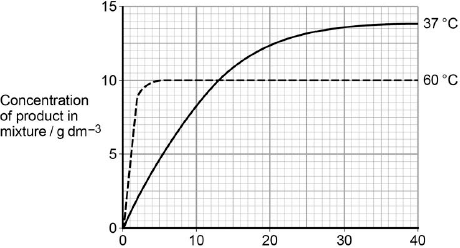 15
37 °C
10
60 °C
Concentration
of product in
mixture / g dm–3
5
0
0 10 20 30 40